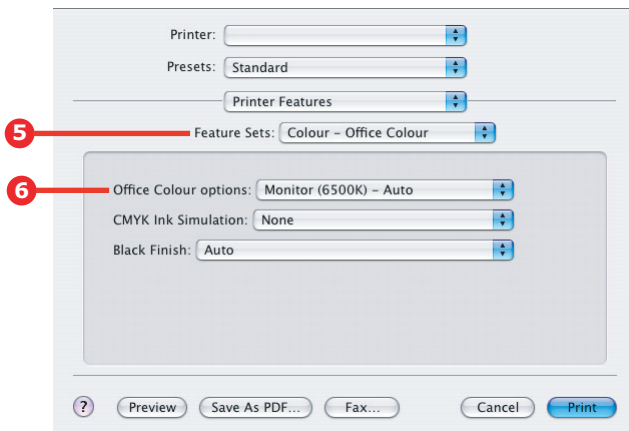 Printer:
Presets: Standard
Printer Features
5 Feature Sets: Colour – Office Colour
6 Office Colour options: Monitor (6500K) – Auto
CMYK Ink Simulation: None
Black Finish: Auto
? Preview Save As PDF... Fax... Cancel Print